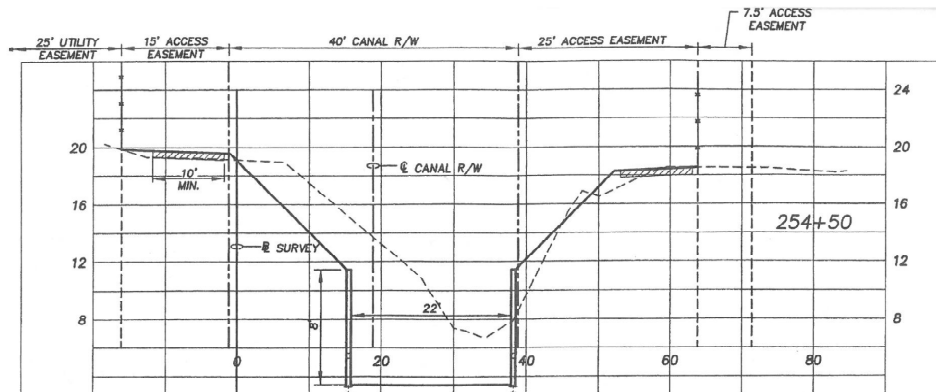 7.5' ACCESS
EASEMENT
25' UTILITY
EASEMENT
15' ACCESS
EASEMENT
40' CANAL R/W
25' ACCESS EASEMENT
24
20
20
10'
MIN.
℄ CANAL R/W
16
16
254+50
SURVEY
12
12
22'
8'
8
8
0
20
40
60
80